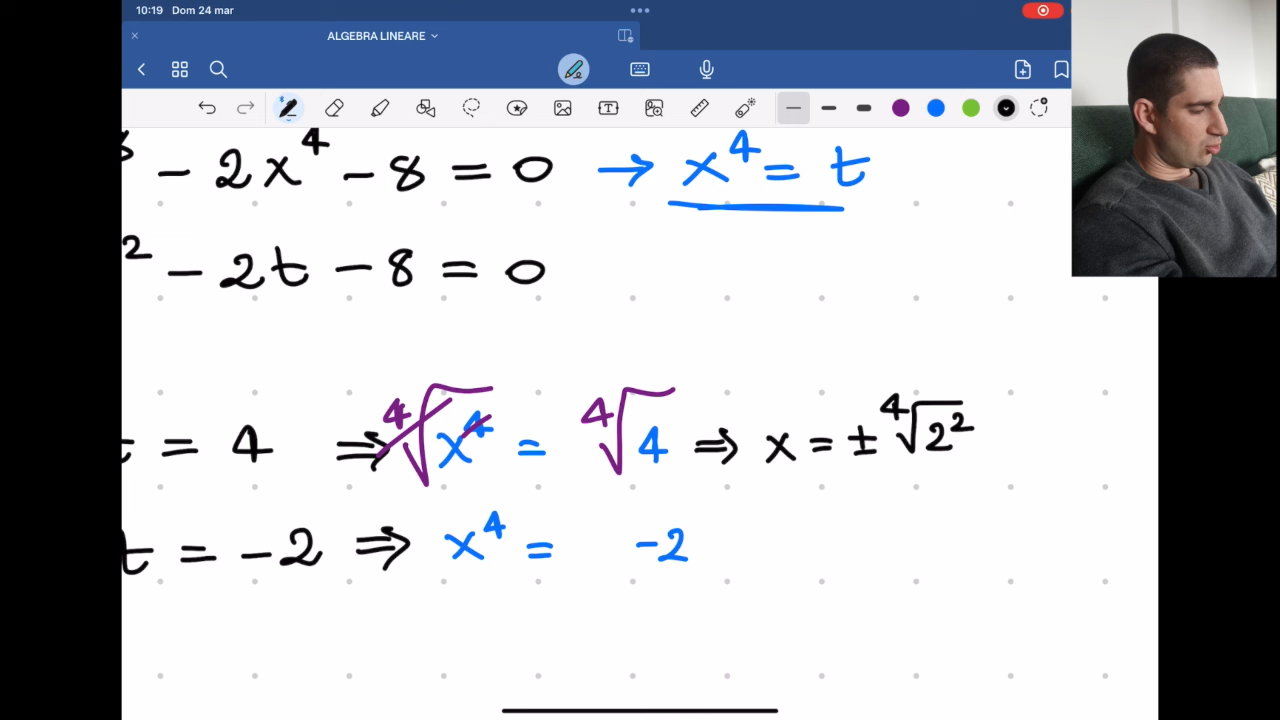 10:19 Dom 24 mar
ALGEBRA LINEARE
8 - 2x⁴ - 8 = 0 → x⁴ = t
² - 2t - 8 = 0
t = 4 ⇒ ⁴√x⁴ = ⁴√4 ⇒ x = ± ⁴√2²
t = -2 ⇒ x⁴ = -2